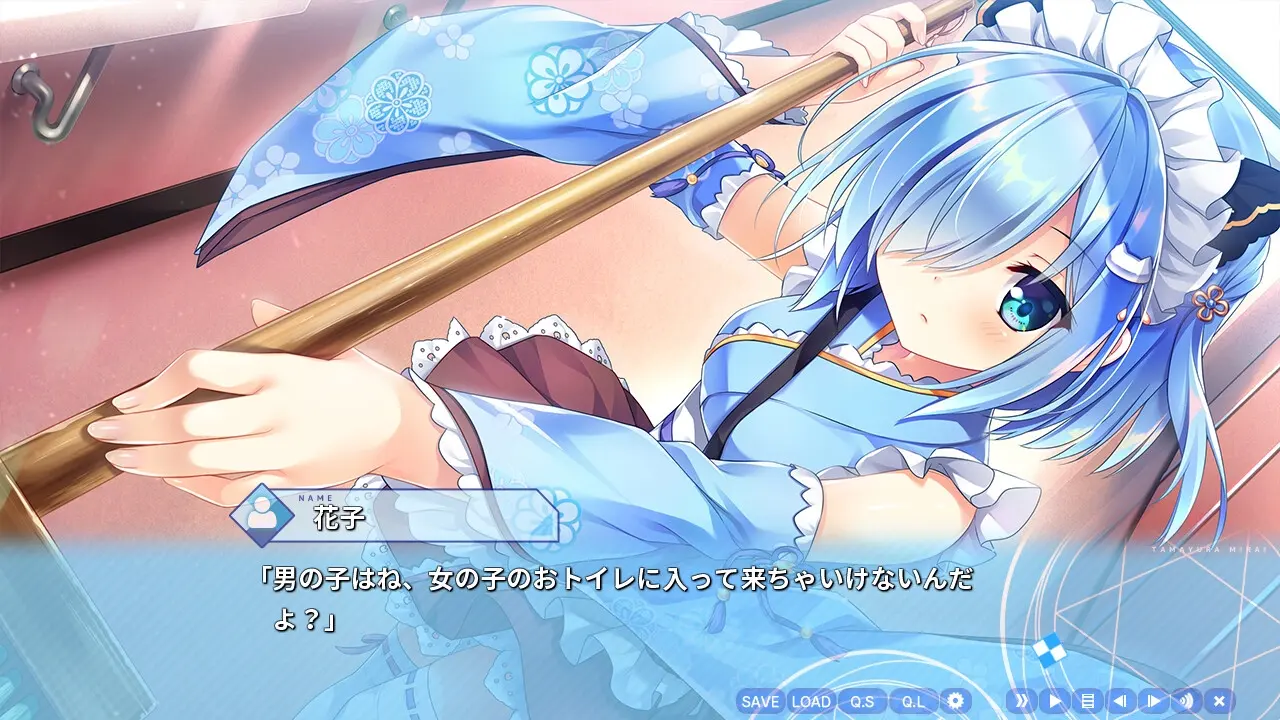 NAME
花子
「男の子はね、女の子のおトイレに入って来ちゃいけないんだ
よ？」
TAMAYURA MIRAI
SAVE LOAD Q.S Q.L